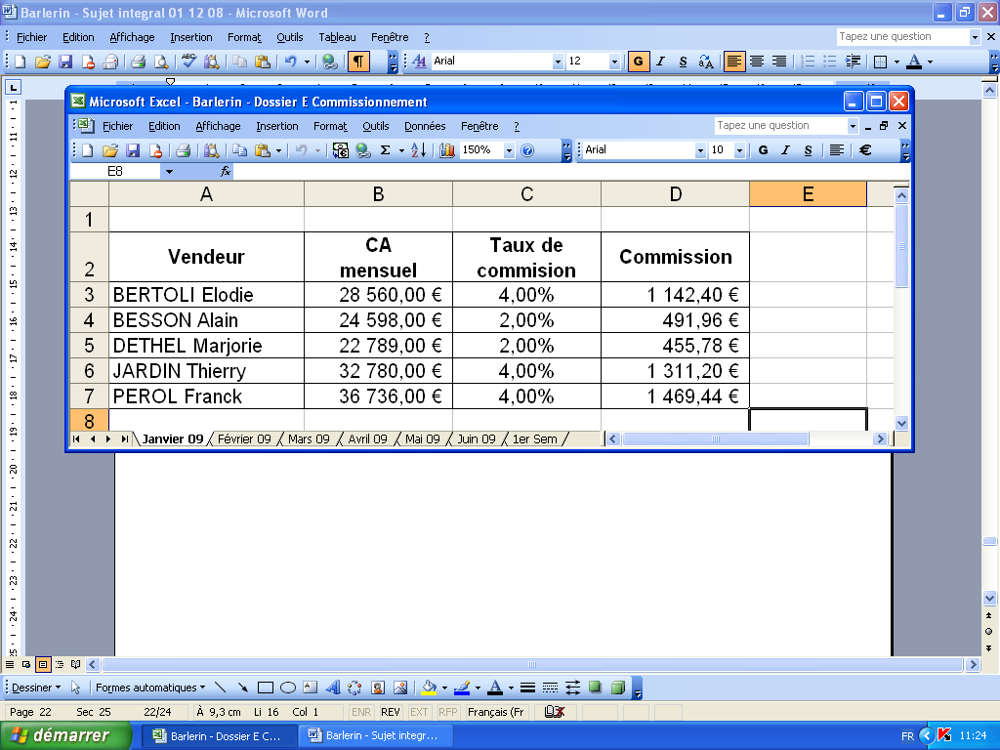 Barlerin - Sujet integral 01 12 08 - Microsoft Word
Fichier Edition Affichage Insertion Format Outils Tableau Fenêtre ? Tapez une question
Arial 12 G I S
L
Microsoft Excel - Barlerin - Dossier E Commissionnement
Fichier Edition Affichage Insertion Format Outils Données Fenêtre ? Tapez une question
150% Arial 10 G I S €
E8 fx
A B C D E
1
2 Vendeur CA mensuel Taux de commision Commission
3 BERTOLI Elodie 28 560,00 € 4,00% 1 142,40 €
4 BESSON Alain 24 598,00 € 2,00% 491,96 €
5 DETHEL Marjorie 22 789,00 € 2,00% 455,78 €
6 JARDIN Thierry 32 780,00 € 4,00% 1 311,20 €
7 PEROL Franck 36 736,00 € 4,00% 1 469,44 €
8
Janvier 09 Février 09 Mars 09 Avril 09 Mai 09 Juin 09 1er Sem
Dessiner Formes automatiques
Page 22 Sec 25 22/24 À 9,3 cm Li 16 Col 1 ENR REV EXT RFP Français (Fr
démarrer Barlerin - Dossier E C... Barlerin - Sujet integr... FR 11:24